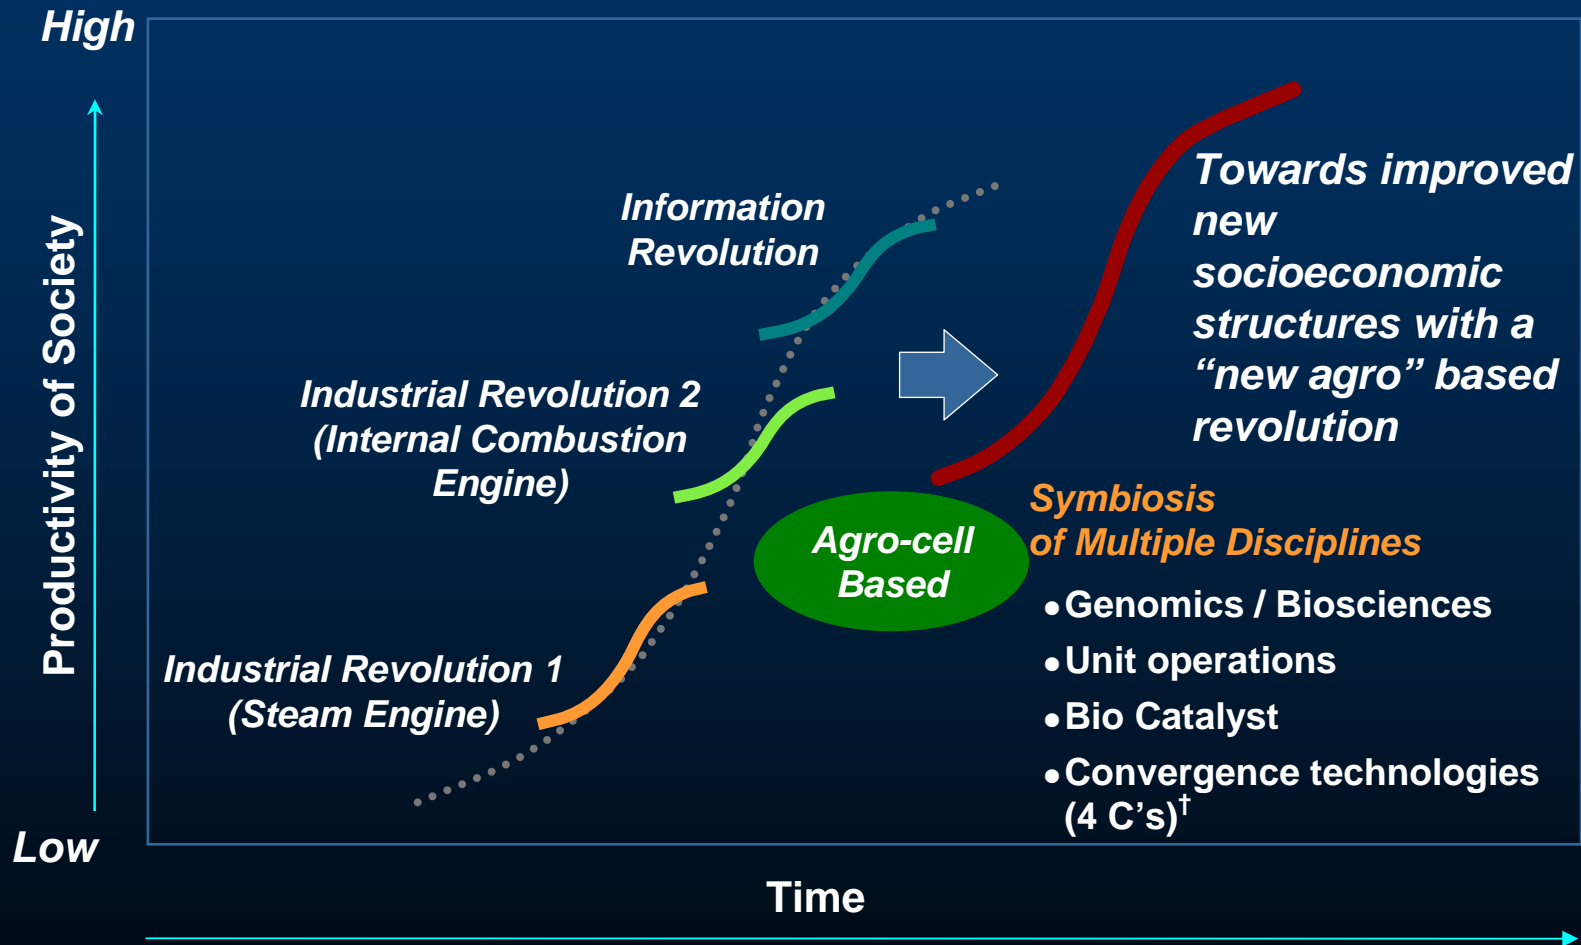 High
Productivity of Society
Low
Information
Revolution
Industrial Revolution 2
(Internal Combustion
Engine)
Industrial Revolution 1
(Steam Engine)
Agro-cell
Based
Towards improved
new
socioeconomic
structures with a
“new agro” based
revolution
Symbiosis
of Multiple Disciplines
●Genomics / Biosciences
●Unit operations
●Bio Catalyst
●Convergence technologies
(4 C’s)†
Time